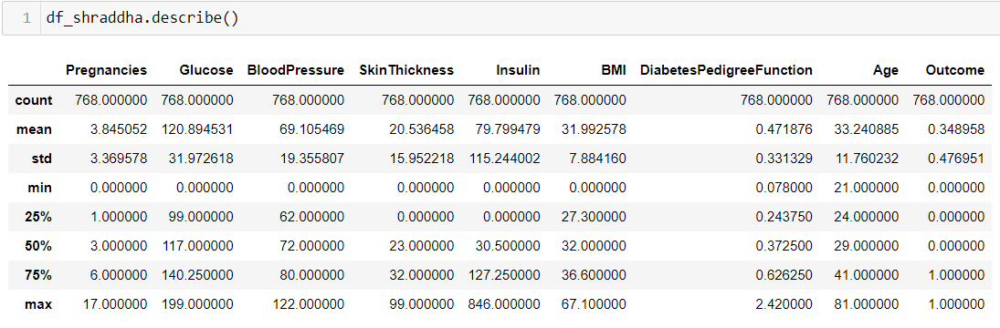 1 df_shraddha.describe()
Pregnancies Glucose BloodPressure SkinThickness Insulin BMI DiabetesPedigreeFunction Age Outcome
count 768.000000 768.000000 768.000000 768.000000 768.000000 768.000000 768.000000 768.000000 768.000000
mean 3.845052 120.894531 69.105469 20.536458 79.799479 31.992578 0.471876 33.240885 0.348958
std 3.369578 31.972618 19.355807 15.952218 115.244002 7.884160 0.331329 11.760232 0.476951
min 0.000000 0.000000 0.000000 0.000000 0.000000 0.000000 0.078000 21.000000 0.000000
25% 1.000000 99.000000 62.000000 0.000000 0.000000 27.300000 0.243750 24.000000 0.000000
50% 3.000000 117.000000 72.000000 23.000000 30.500000 32.000000 0.372500 29.000000 0.000000
75% 6.000000 140.250000 80.000000 32.000000 127.250000 36.600000 0.626250 41.000000 1.000000
max 17.000000 199.000000 122.000000 99.000000 846.000000 67.100000 2.420000 81.000000 1.000000